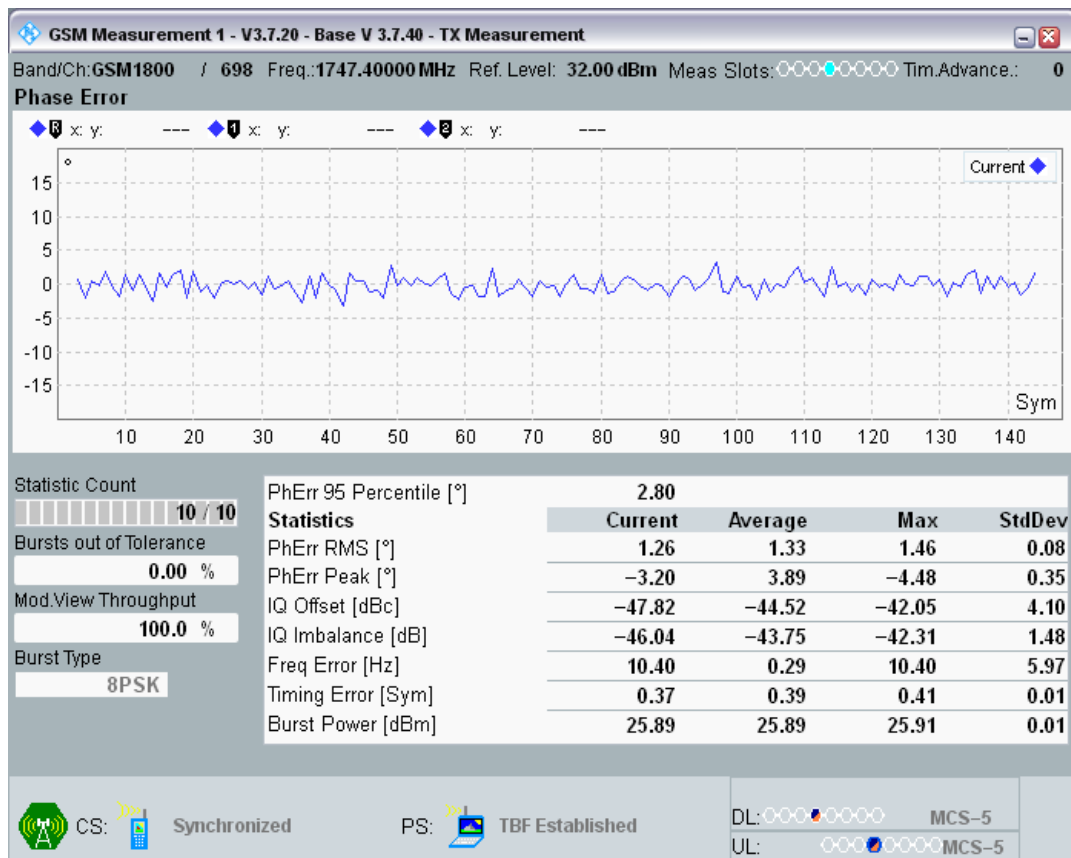 GSM Measurement 1 - V3.7.20 - Base V 3.7.40 - TX Measurement
Band/Ch:GSM1800 / 698 Freq.:1747.40000 MHz Ref. Level: 32.00 dBm Meas Slots: Tim.Advance.: 0
Phase Error
R x: y: --- 1 x: y: --- 2 x: y: ---
°
Current
15
10
5
0
-5
-10
-15
Sym
10 20 30 40 50 60 70 80 90 100 110 120 130 140
Statistic Count
10 / 10
Bursts out of Tolerance
0.00 %
Mod.View Throughput
100.0 %
Burst Type
8PSK
PhErr 95 Percentile [°] 2.80
Statistics Current Average Max StdDev
PhErr RMS [°] 1.26 1.33 1.46 0.08
PhErr Peak [°] −3.20 3.89 −4.48 0.35
IQ Offset [dBc] −47.82 −44.52 −42.05 4.10
IQ Imbalance [dB] −46.04 −43.75 −42.31 1.48
Freq Error [Hz] 10.40 0.29 10.40 5.97
Timing Error [Sym] 0.37 0.39 0.41 0.01
Burst Power [dBm] 25.89 25.89 25.91 0.01
CS: Synchronized PS: TBF Established
DL: MCS−5
UL: MCS−5